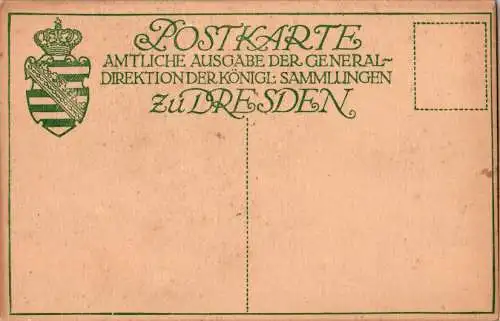 POSTKARTE
AMTLICHE AUSGABE DER GENERAL-
DIREKTION DER KÖNIGL: SAMMLUNGEN
ZU DRESDEN